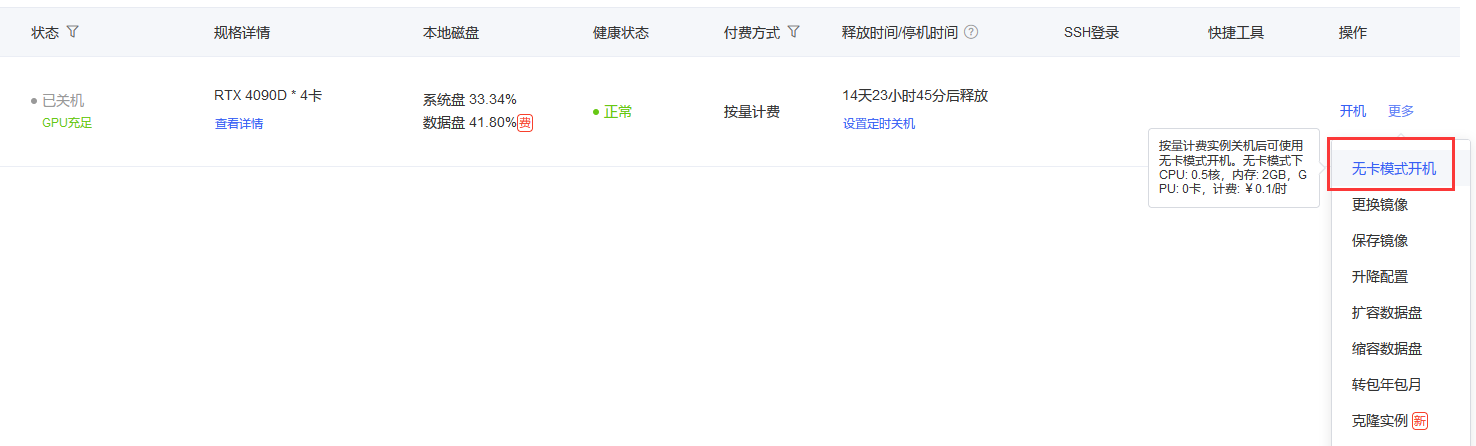 状态 规格详情 本地磁盘 健康状态 付费方式 释放时间/停机时间 SSH登录 快捷工具 操作
已关机
GPU充足
RTX 4090D * 4卡
查看详情
系统盘 33.34%
数据盘 41.80% 费
正常
按量计费
14天23小时45分后释放
设置定时关机
开机 更多
按量计费实例关机后可使用
无卡模式开机。无卡模式下
CPU: 0.5核，内存: 2GB，G
PU: 0卡，计费: ￥0.1/时
无卡模式开机
更换镜像
保存镜像
升降配置
扩容数据盘
缩容数据盘
转包年包月
克隆实例 新